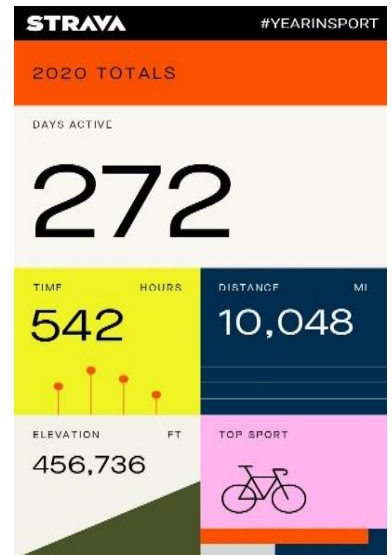 STRAVA #YEARINSPORT
2020 TOTALS
DAYS ACTIVE
272
TIME HOURS
542
DISTANCE MI
10,048
ELEVATION FT
456,736
TOP SPORT